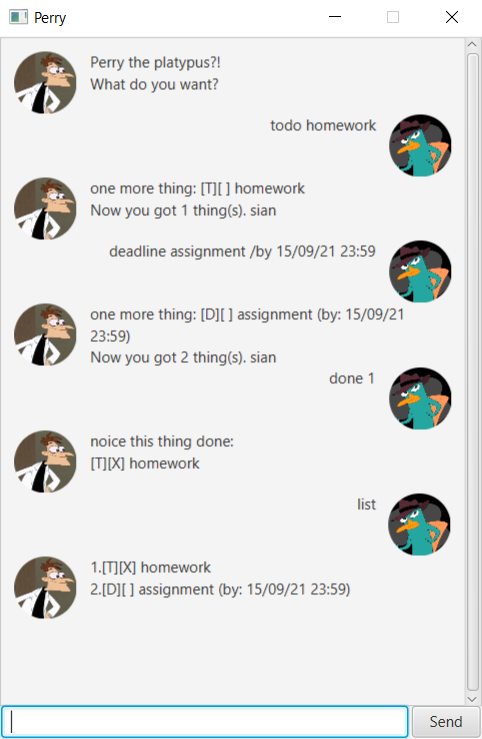 Perry
Perry the platypus?!
What do you want?
todo homework
one more thing: [T][ ] homework
Now you got 1 thing(s). sian
deadline assignment /by 15/09/21 23:59
one more thing: [D][ ] assignment (by: 15/09/21
23:59)
Now you got 2 thing(s). sian
done 1
noice this thing done:
[T][X] homework
list
1.[T][X] homework
2.[D][ ] assignment (by: 15/09/21 23:59)
Send